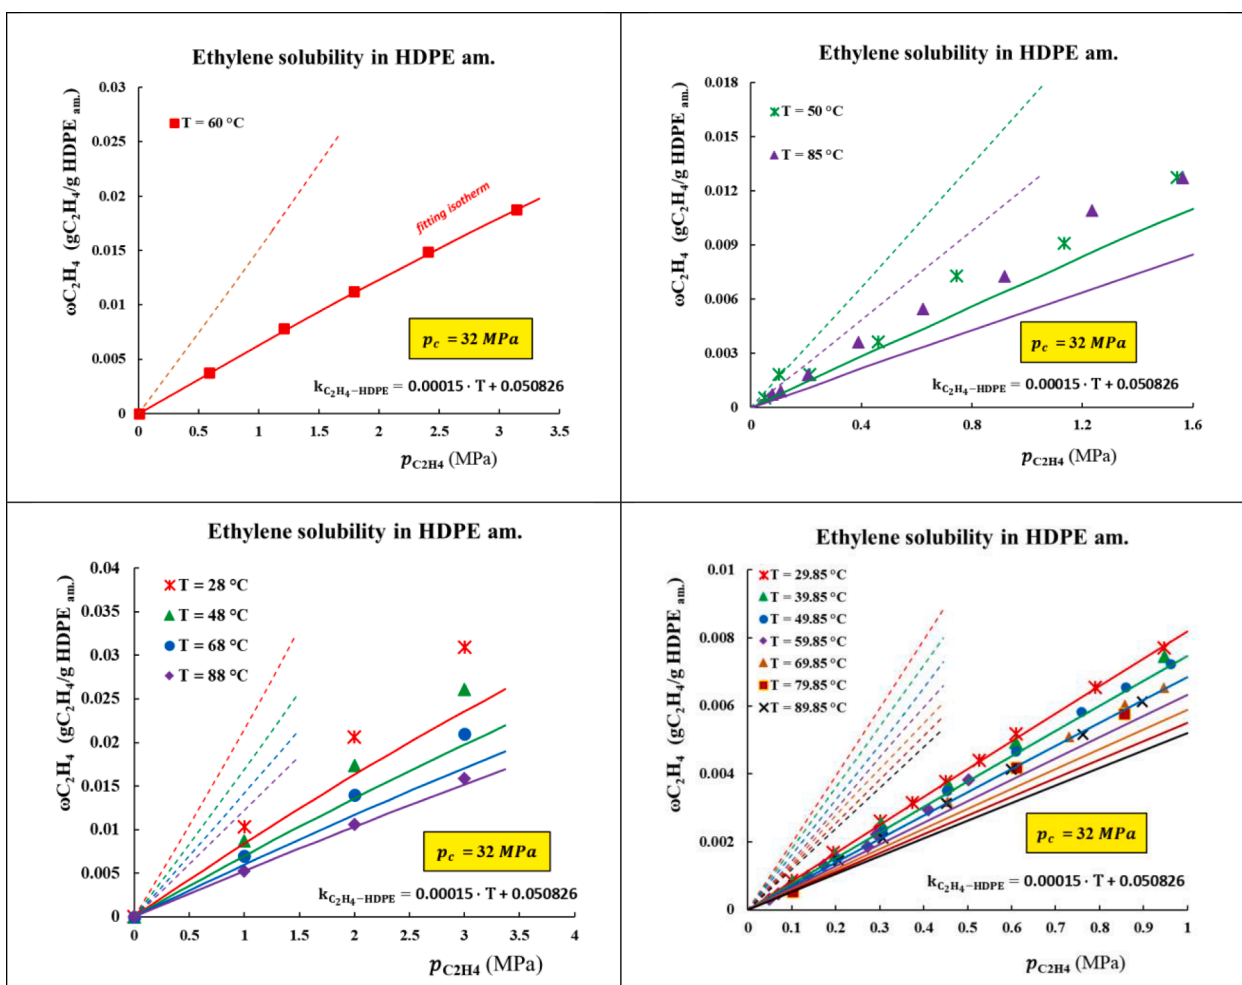 Ethylene solubility in HDPE am.
ωC₂H₄ (gC₂H₄/g HDPE am.)
0.03
0.025
0.02
0.015
0.01
0.005
0
T = 60 °C
fitting isotherm
p_c = 32 MPa
k_C₂H₄−HDPE = 0.00015 · T + 0.050826
0 0.5 1 1.5 2 2.5 3 3.5
p_C2H4 (MPa)
Ethylene solubility in HDPE am.
ωC₂H₄ (gC₂H₄/g HDPE am.)
0.018
0.015
0.012
0.009
0.006
0.003
0
T = 50 °C
T = 85 °C
p_c = 32 MPa
k_C₂H₄−HDPE = 0.00015 · T + 0.050826
0 0.4 0.8 1.2 1.6
p_C2H4 (MPa)
Ethylene solubility in HDPE am.
ωC₂H₄ (gC₂H₄/g HDPE am.)
0.04
0.035
0.03
0.025
0.02
0.015
0.01
0.005
0
T = 28 °C
T = 48 °C
T = 68 °C
T = 88 °C
p_c = 32 MPa
k_C₂H₄−HDPE = 0.00015 · T + 0.050826
0 0.5 1 1.5 2 2.5 3 3.5 4
p_C2H4 (MPa)
Ethylene solubility in HDPE am.
ωC₂H₄ (gC₂H₄/g HDPE am.)
0.01
0.008
0.006
0.004
0.002
0
T = 29.85 °C
T = 39.85 °C
T = 49.85 °C
T = 59.85 °C
T = 69.85 °C
T = 79.85 °C
T = 89.85 °C
p_c = 32 MPa
k_C₂H₄−HDPE = 0.00015 · T + 0.050826
0 0.1 0.2 0.3 0.4 0.5 0.6 0.7 0.8 0.9 1
p_C2H4 (MPa)